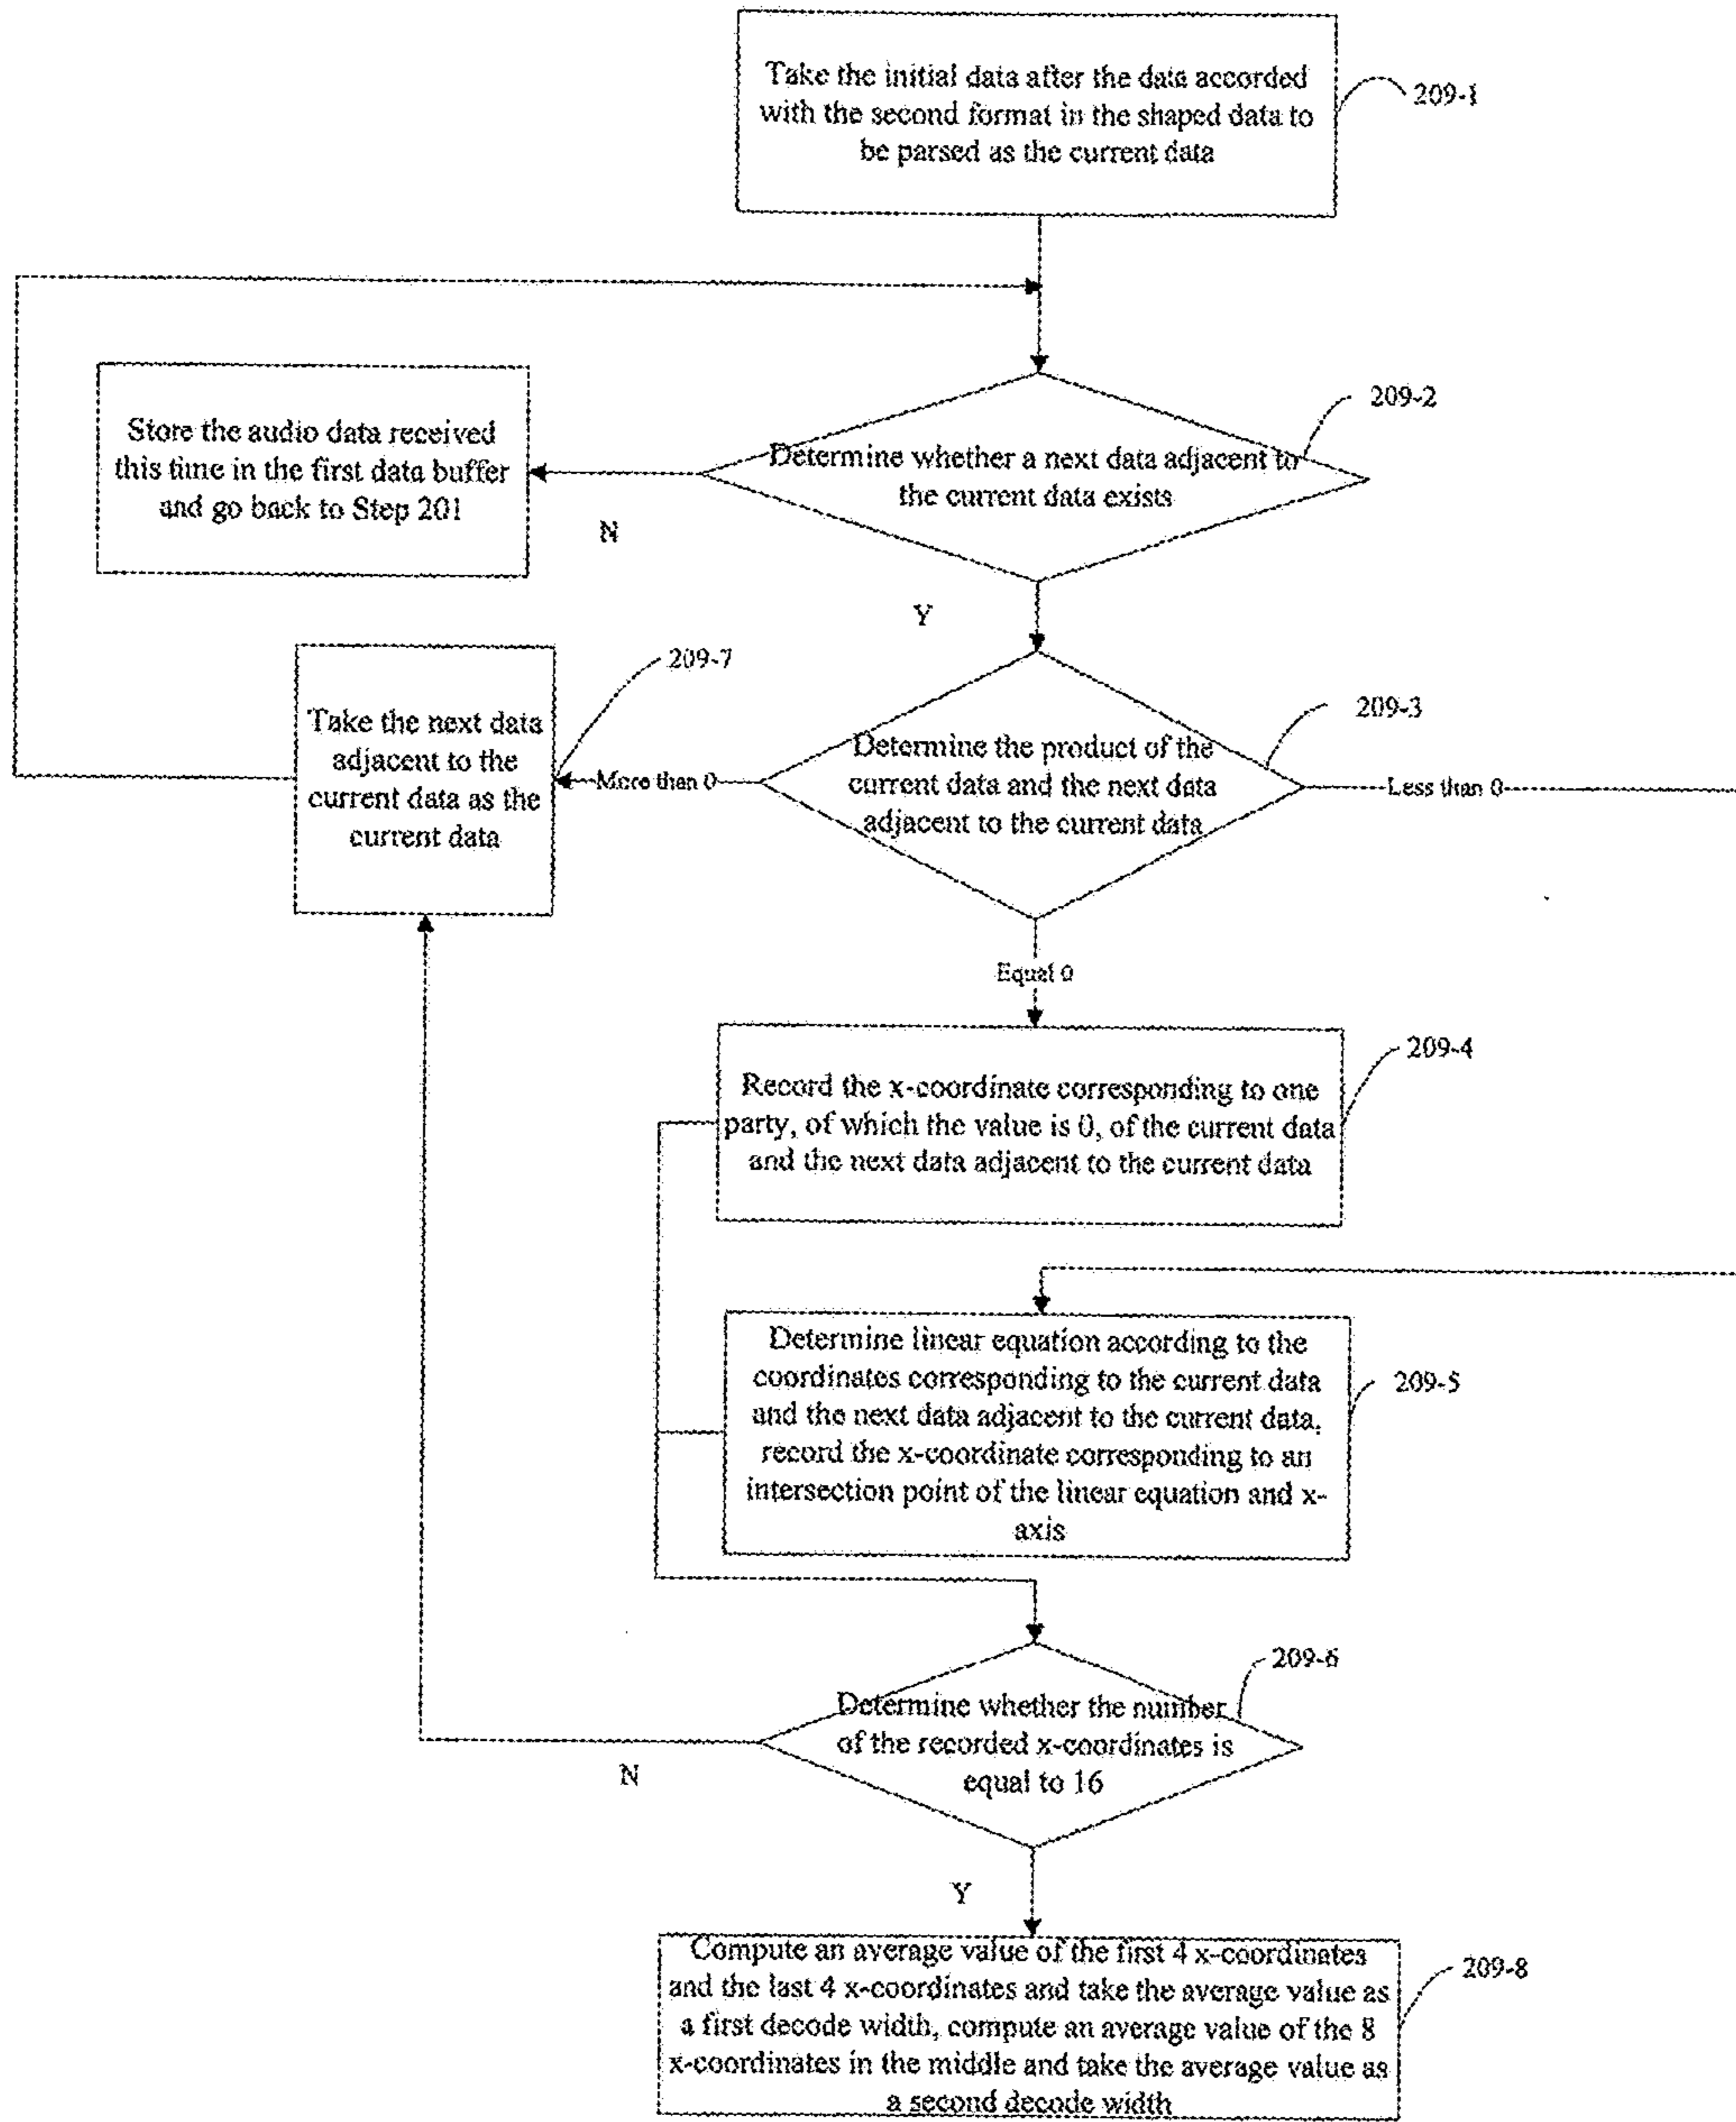 Take the initial data after the data accorded
with the second format in the shaped data to
be parsed as the current data
209-1
209-2
Determine whether a next data adjacent to
the current data exists
Store the audio data received
this time in the first data buffer
and go back to Step 201
N
Y
209-7
Take the next data
adjacent to the
current data as the
current data
209-3
Determine the product of the
current data and the next data
adjacent to the current data
More than 0
Less than 0
Equal 0
209-4
Record the x-coordinate corresponding to one
party, of which the value is 0, of the current data
and the next data adjacent to the current data
Determine linear equation according to the
coordinates corresponding to the current data
and the next data adjacent to the current data,
record the x-coordinate corresponding to an
intersection point of the linear equation and x-
axis
209-5
209-6
Determine whether the number
of the recorded x-coordinates is
equal to 16
N
Y
Compute an average value of the first 4 x-coordinates
and the last 4 x-coordinates and take the average value as
a first decode width, compute an average value of the 8
x-coordinates in the middle and take the average value as
a second decode width
209-8